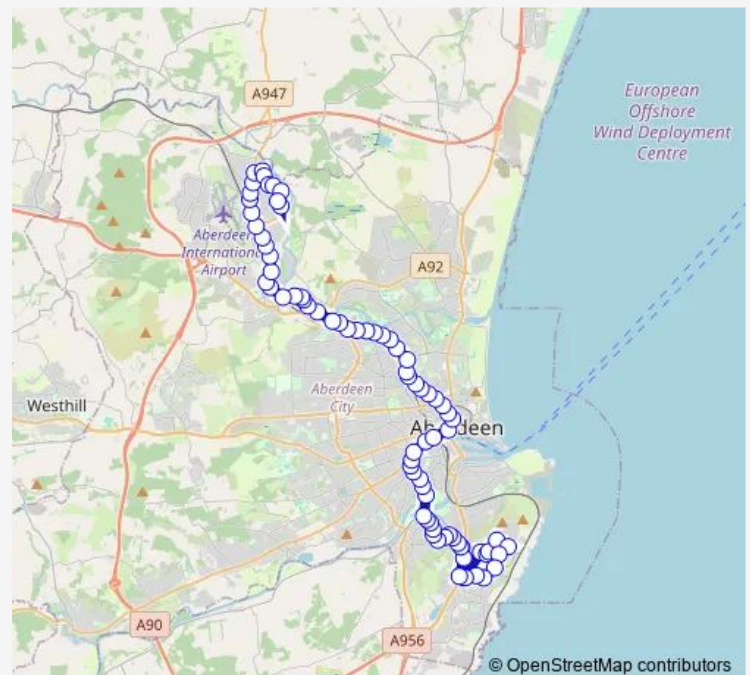 A947
European
Offshore
Wind Deployment
Centre
Aberdeen
International
Airport
A92
Aberdeen
City
Westhill
Aberdeen
A90
A956
© OpenStreetMap contributors